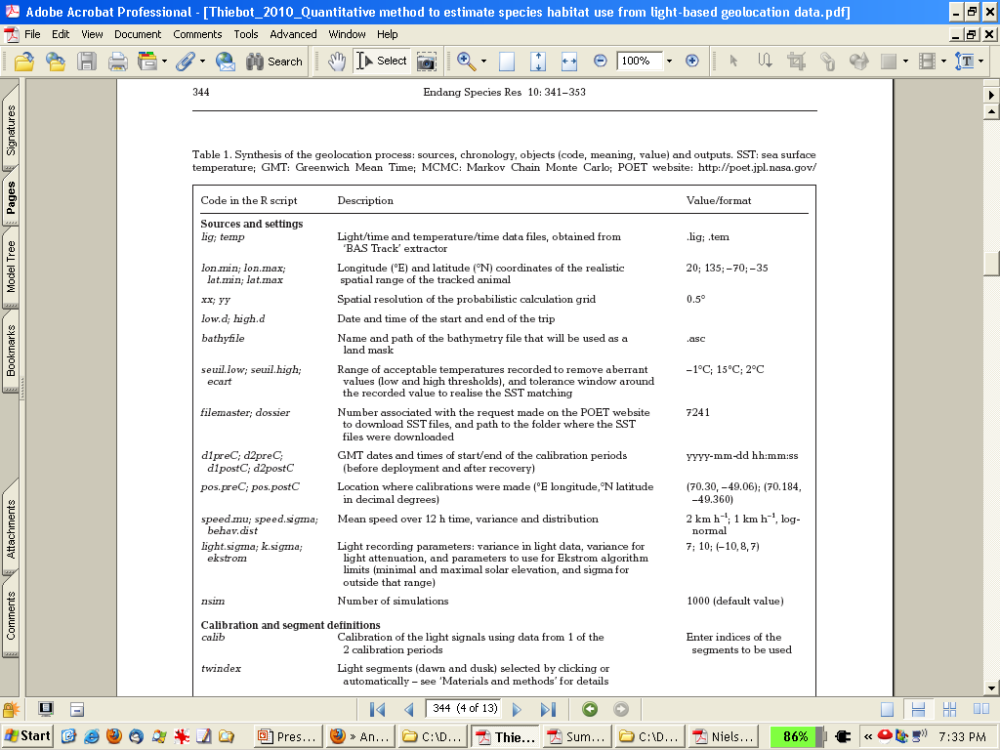 Adobe Acrobat Professional - [Thiebot_2010_Quantitative method to estimate species habitat use from light-based geolocation data.pdf]
File Edit View Document Comments Tools Advanced Window Help
Search Select 100%
Signatures
Pages
Model Tree
Bookmarks
Attachments
Comments
344 Endang Species Res 10: 341–353
Table 1. Synthesis of the geolocation process: sources, chronology, objects (code, meaning, value) and outputs. SST: sea surface
temperature; GMT: Greenwich Mean Time; MCMC: Markov Chain Monte Carlo; POET website: http://poet.jpl.nasa.gov/
Code in the R script Description Value/format
Sources and settings
lig; temp Light/time and temperature/time data files, obtained from .lig; .tem
‘BAS Track’ extractor
lon.min; lon.max; Longitude (°E) and latitude (°N) coordinates of the realistic 20; 135; –70; –35
lat.min; lat.max spatial range of the tracked animal
xx; yy Spatial resolution of the probabilistic calculation grid 0.5°
low.d; high.d Date and time of the start and end of the trip
bathyfile Name and path of the bathymetry file that will be used as a .asc
land mask
seuil.low; seuil.high; Range of acceptable temperatures recorded to remove aberrant –1°C; 15°C; 2°C
ecart values (low and high thresholds), and tolerance window around
the recorded value to realise the SST matching
filemaster; dossier Number associated with the request made on the POET website 7241
to download SST files, and path to the folder where the SST
files were downloaded
d1preC; d2preC; GMT dates and times of start/end of the calibration periods yyyy-mm-dd hh:mm:ss
d1postC; d2postC (before deployment and after recovery)
pos.preC; pos.postC Location where calibrations were made (°E longitude,°N latitude (70.30, –49.06); (70.184,
in decimal degrees) –49.360)
speed.mu; speed.sigma; Mean speed over 12 h time, variance and distribution 2 km h–1; 1 km h–1, log-
behav.dist normal
light.sigma; k.sigma; Light recording parameters: variance in light data, variance for 7; 10; (–10,8,7)
ekstrom light attenuation, and parameters to use for Ekstrom algorithm
limits (minimal and maximal solar elevation, and sigma for
outside that range)
nsim Number of simulations 1000 (default value)
Calibration and segment definitions
calib Calibration of the light signals using data from 1 of the Enter indices of the
2 calibration periods segments to be used
twindex Light segments (dawn and dusk) selected by clicking or
automatically – see ‘Materials and methods’ for details
344 (4 of 13)
Start Pres... » An... C:\D... Thie... Sum... C:\D... Niels... 86% « 7:33 PM